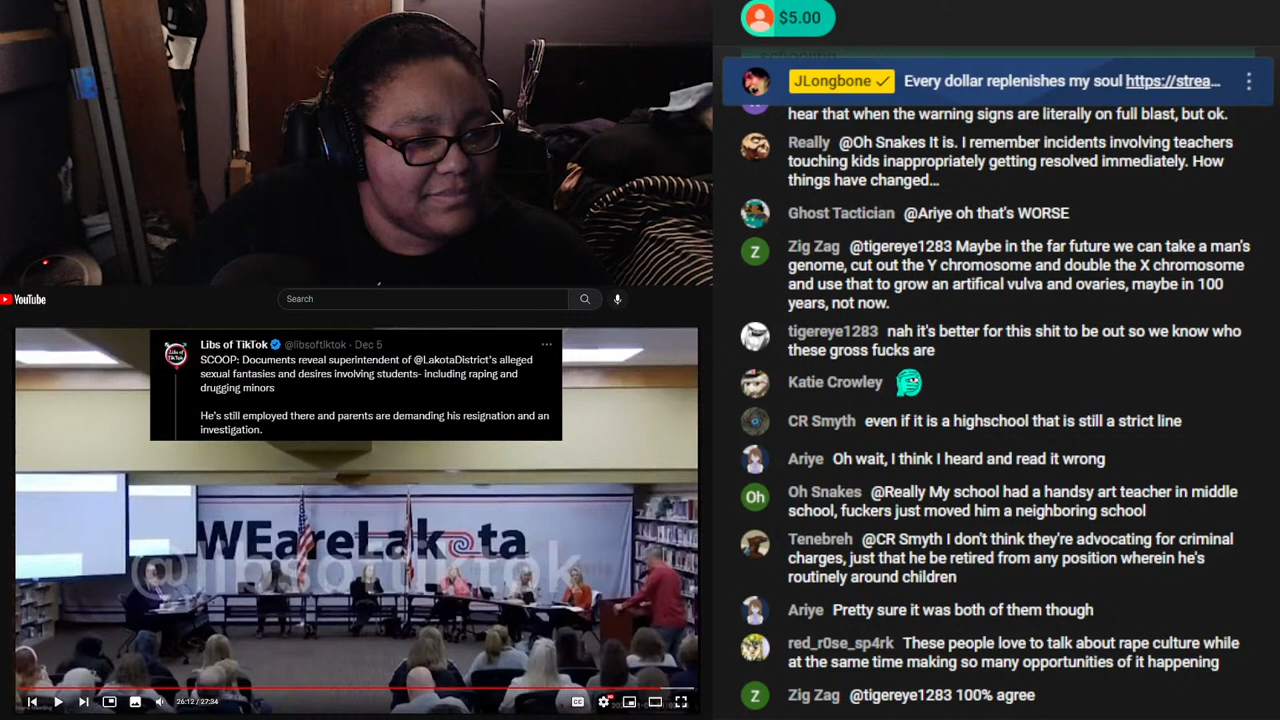 $5.00
JLongbone Every dollar replenishes my soul https://strea...
hear that when the warning signs are literally on full blast, but ok.
Really @Oh Snakes It is. I remember incidents involving teachers
touching kids inappropriately getting resolved immediately. How
things have changed...
Ghost Tactician @Ariye oh that's WORSE
Z
Zig Zag @tigereye1283 Maybe in the far future we can take a man's
genome, cut out the Y chromosome and double the X chromosome
and use that to grow an artifical vulva and ovaries, maybe in 100
years, not now.
tigereye1283 nah it's better for this shit to be out so we know who
these gross fucks are
Katie Crowley
CR Smyth even if it is a highschool that is still a strict line
Ariye Oh wait, I think I heard and read it wrong
Oh
Oh Snakes @Really My school had a handsy art teacher in middle
school, fuckers just moved him a neighboring school
Tenebreh @CR Smyth I don't think they're advocating for criminal
charges, just that he be retired from any position wherein he's
routinely around children
Ariye Pretty sure it was both of them though
red_r0se_sp4rk These people love to talk about rape culture while
at the same time making so many opportunities of it happening
Z
Zig Zag @tigereye1283 100% agree
YouTube
Search
Libs of TikTok @libsoftiktok · Dec 5
SCOOP: Documents reveal superintendent of @LakotaDistrict's alleged
sexual fantasies and desires involving students- including raping and
drugging minors
He's still employed there and parents are demanding his resignation and an
investigation.
WEareLakota
@libsoftiktok
26:12 / 27:34
CC